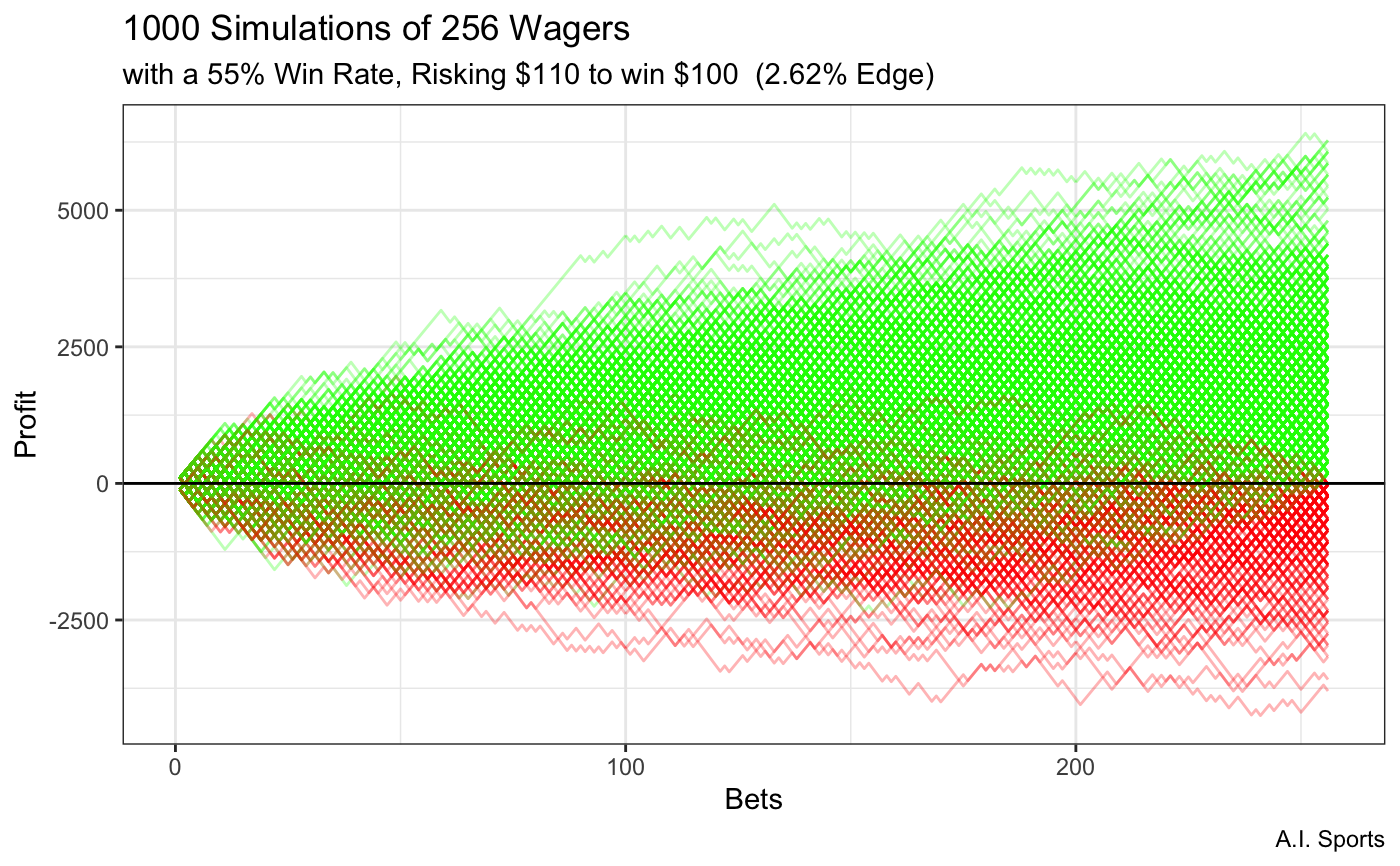 1000 Simulations of 256 Wagers
with a 55% Win Rate, Risking $110 to win $100  (2.62% Edge)
Profit
5000
2500
0
-2500
0
100
200
Bets
A.I. Sports